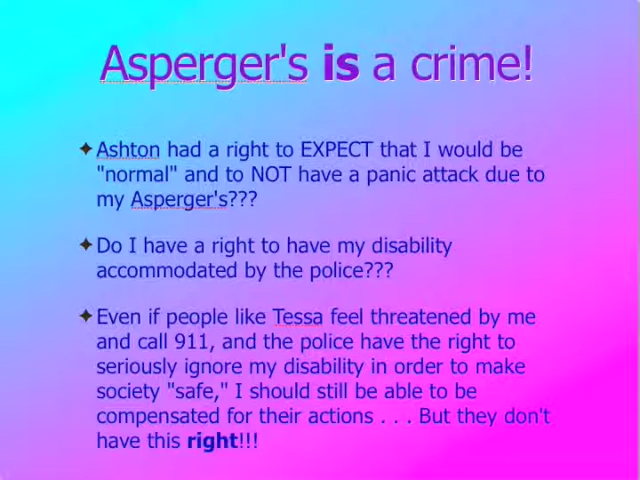 Asperger's is a crime!
Ashton had a right to EXPECT that I would be
"normal" and to NOT have a panic attack due to
my Asperger's???
Do I have a right to have my disability
accommodated by the police???
Even if people like Tessa feel threatened by me
and call 911, and the police have the right to
seriously ignore my disability in order to make
society "safe," I should still be able to be
compensated for their actions . . . But they don't
have this right!!!